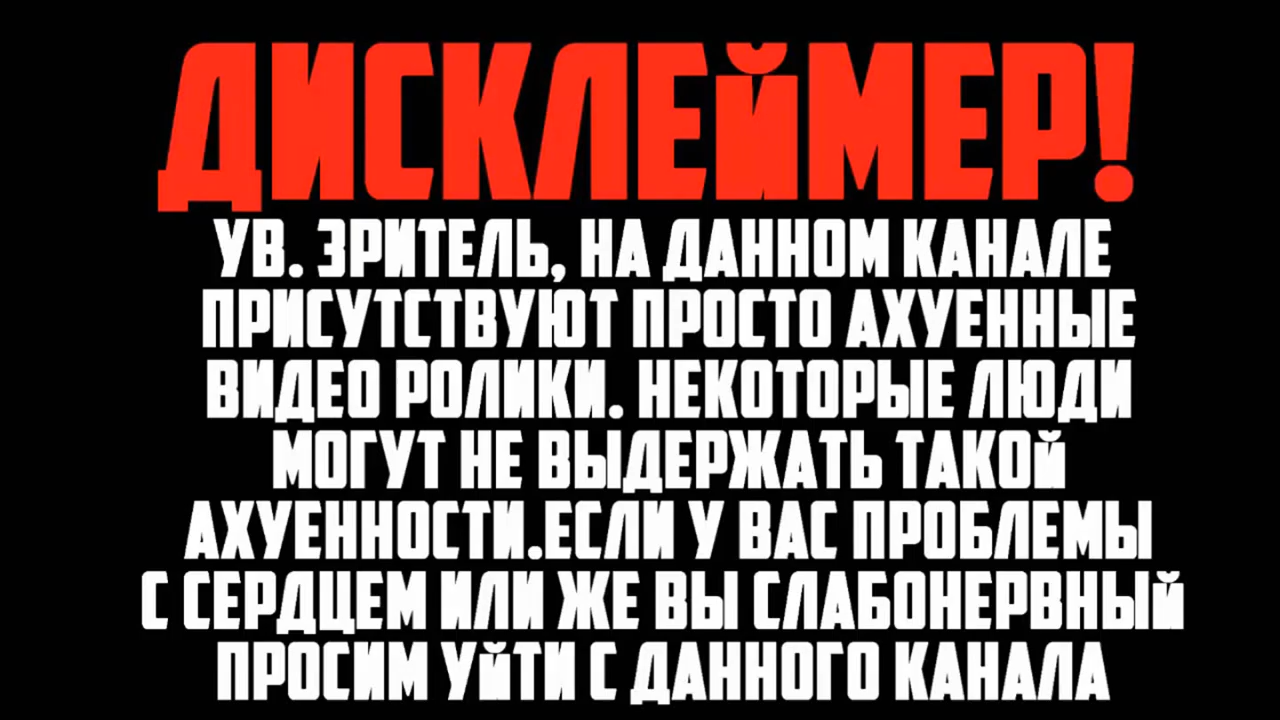 ДИСКЛЕЙМЕР!
УВ. ЗРИТЕЛЬ, НА ДАННОМ КАНАЛЕ
ПРИСУТСТВУЮТ ПРОСТО АХУЕННЫЕ
ВИДЕО РОЛИКИ. НЕКОТОРЫЕ ЛЮДИ
МОГУТ НЕ ВЫДЕРЖАТЬ ТАКОЙ
АХУЕННОСТИ.ЕСЛИ У ВАС ПРОБЛЕМЫ
С СЕРДЦЕМ ИЛИ ЖЕ ВЫ СЛАБОНЕРВНЫЙ
ПРОСИМ УЙТИ С ДАННОГО КАНАЛА